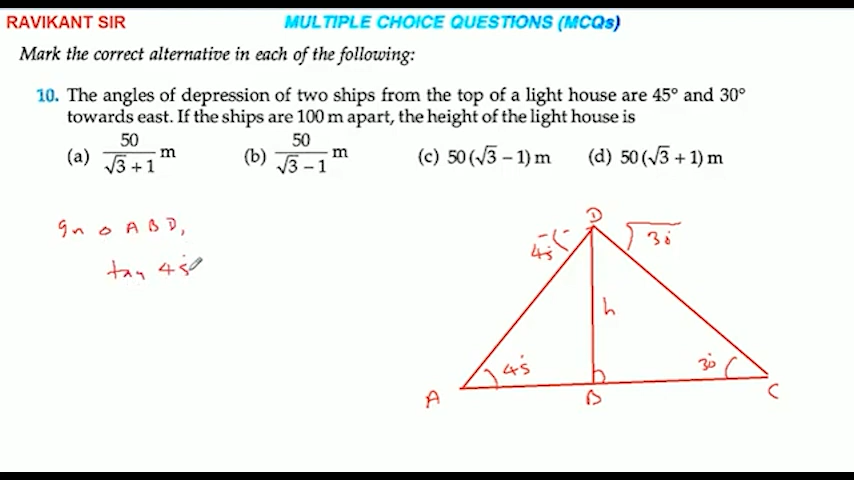 RAVIKANT SIR
MULTIPLE CHOICE QUESTIONS (MCQs)
Mark the correct alternative in each of the following:
10. The angles of depression of two ships from the top of a light house are 45° and 30°
towards east. If the ships are 100 m apart, the height of the light house is
(a) 50/(√3 + 1) m (b) 50/(√3 − 1) m (c) 50 (√3 − 1) m (d) 50 (√3 + 1) m
In △ ABD,
tan 45
D
45° 30°
h
45° 30°
A B C